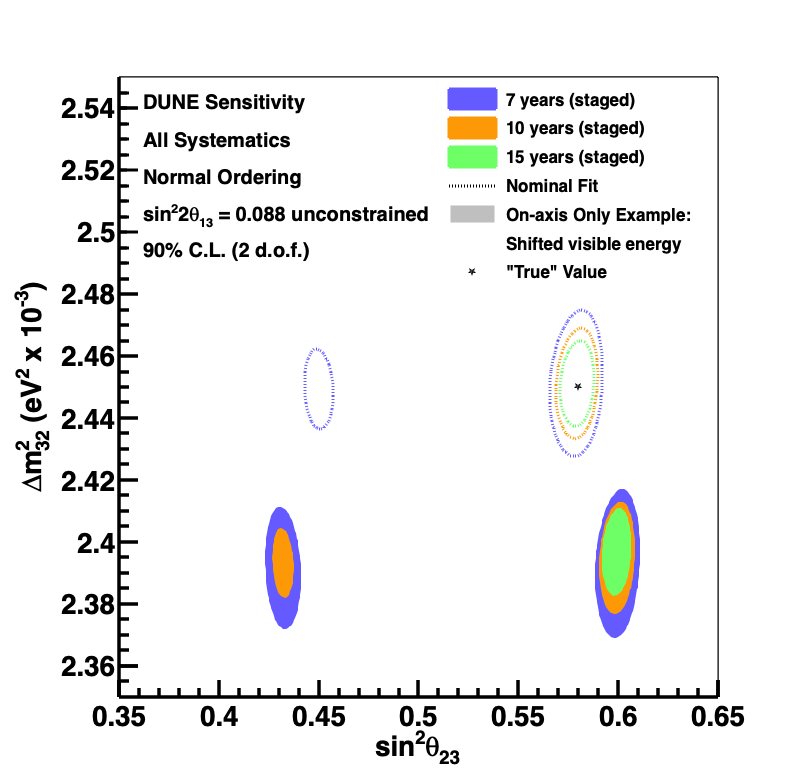 DUNE Sensitivity
All Systematics
Normal Ordering
sin²2θ₁₃ = 0.088 unconstrained
90% C.L. (2 d.o.f.)
7 years (staged)
10 years (staged)
15 years (staged)
Nominal Fit
On-axis Only Example:
Shifted visible energy
"True" Value
Δm²₃₂ (eV² x 10⁻³)
2.54
2.52
2.5
2.48
2.46
2.44
2.42
2.4
2.38
2.36
0.35 0.4 0.45 0.5 0.55 0.6 0.65
sin²θ₂₃